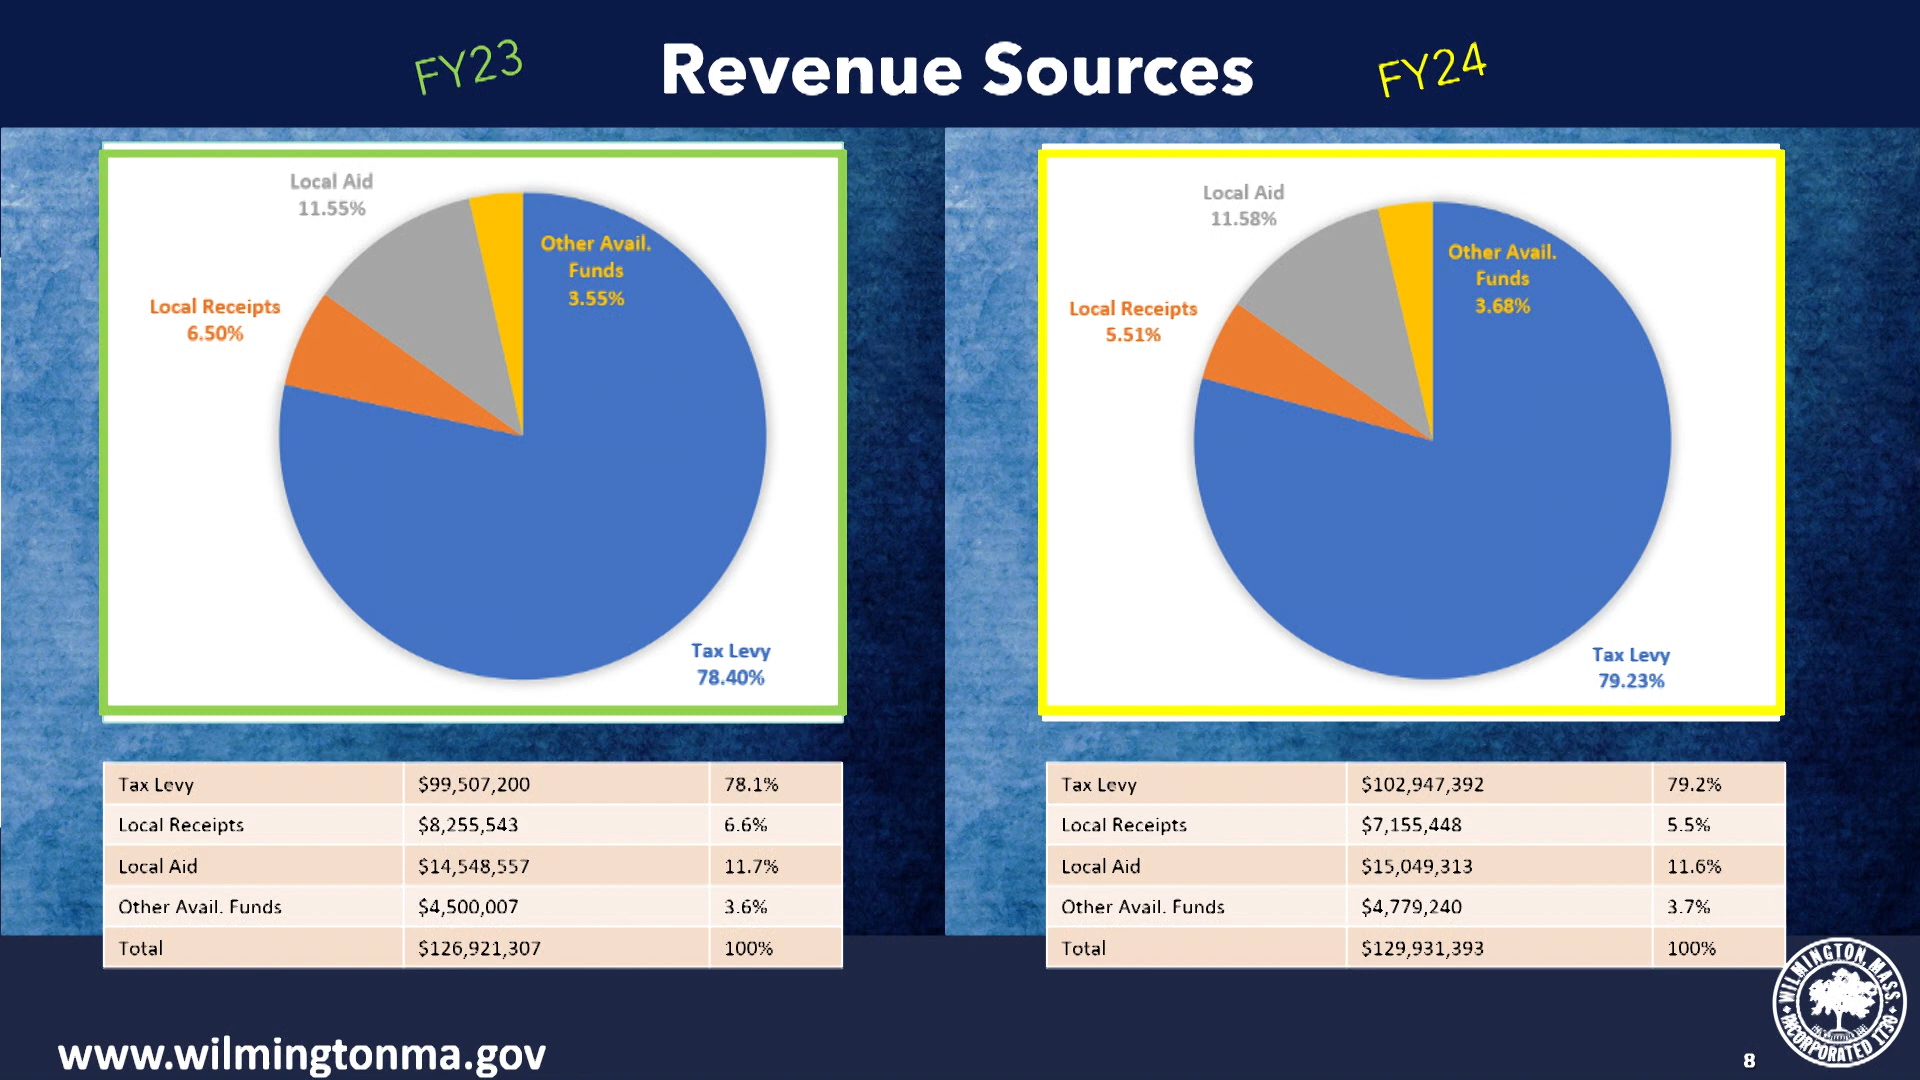 FY23
Revenue Sources
FY24
Local Aid
11.55%
Other Avail.
Funds
3.55%
Local Receipts
6.50%
Tax Levy
78.40%
Local Aid
11.58%
Other Avail.
Funds
3.68%
Local Receipts
5.51%
Tax Levy
79.23%
Tax Levy $99,507,200 78.1%
Local Receipts $8,255,543 6.6%
Local Aid $14,548,557 11.7%
Other Avail. Funds $4,500,007 3.6%
Total $126,921,307 100%
Tax Levy $102,947,392 79.2%
Local Receipts $7,155,448 5.5%
Local Aid $15,049,313 11.6%
Other Avail. Funds $4,779,240 3.7%
Total $129,931,393 100%
WILMINGTON, MASS.
INCORPORATED 1730
www.wilmingtonma.gov
8